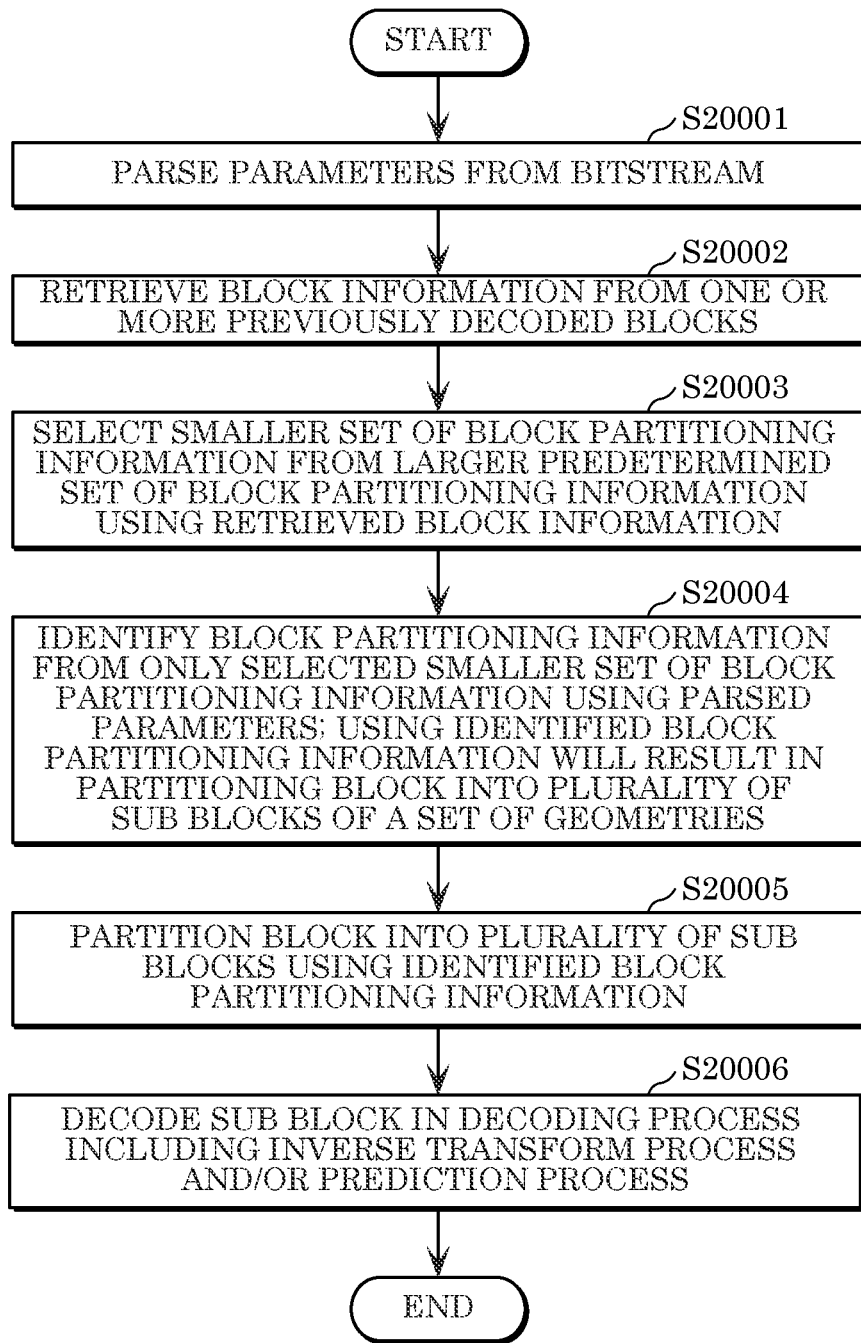 START
S20001
PARSE PARAMETERS FROM BITSTREAM
S20002
RETRIEVE BLOCK INFORMATION FROM ONE OR
MORE PREVIOUSLY DECODED BLOCKS
S20003
SELECT SMALLER SET OF BLOCK PARTITIONING
INFORMATION FROM LARGER PREDETERMINED
SET OF BLOCK PARTITIONING INFORMATION
USING RETRIEVED BLOCK INFORMATION
S20004
IDENTIFY BLOCK PARTITIONING INFORMATION
FROM ONLY SELECTED SMALLER SET OF BLOCK
PARTITIONING INFORMATION USING PARSED
PARAMETERS; USING IDENTIFIED BLOCK
PARTITIONING INFORMATION WILL RESULT IN
PARTITIONING BLOCK INTO PLURALITY OF
SUB BLOCKS OF A SET OF GEOMETRIES
S20005
PARTITION BLOCK INTO PLURALITY OF SUB
BLOCKS USING IDENTIFIED BLOCK
PARTITIONING INFORMATION
S20006
DECODE SUB BLOCK IN DECODING PROCESS
INCLUDING INVERSE TRANSFORM PROCESS
AND/OR PREDICTION PROCESS
END